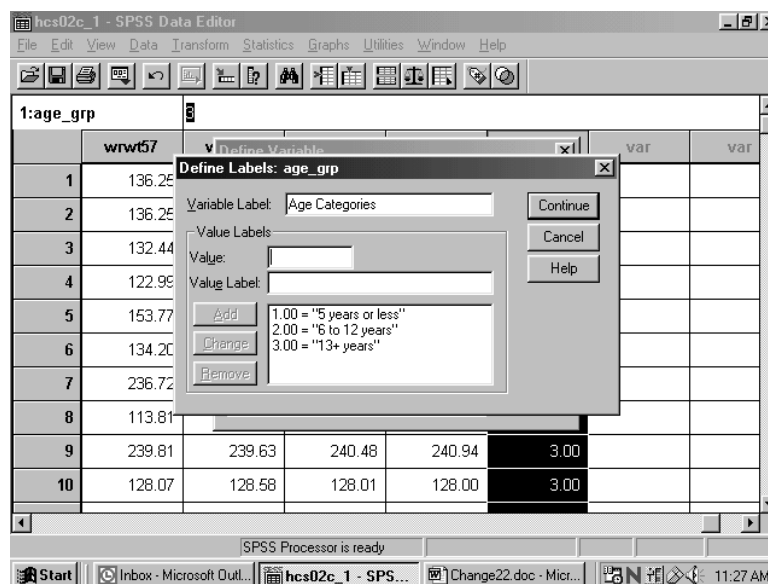 hcs02c_1 - SPSS Data Editor
File Edit View Data Transform Statistics Graphs Utilities Window Help
1:age_grp 3
wrwt57 v var var
Define Variable
Define Labels: age_grp
Variable Label: Age Categories
Continue
Value Labels
Cancel
Value:
Help
Value Label:
Add
Change
Remove
1.00 = "5 years or less"
2.00 = "6 to 12 years"
3.00 = "13+ years"
1 136.25
2 136.25
3 132.44
4 122.99
5 153.77
6 134.20
7 236.72
8 113.81
9 239.81 239.63 240.48 240.94 3.00
10 128.07 128.58 128.01 128.00 3.00
SPSS Processor is ready
Start Inbox - Microsoft Outl... hcs02c_1 - SPS... Change22.doc - Micr... 11:27 AM